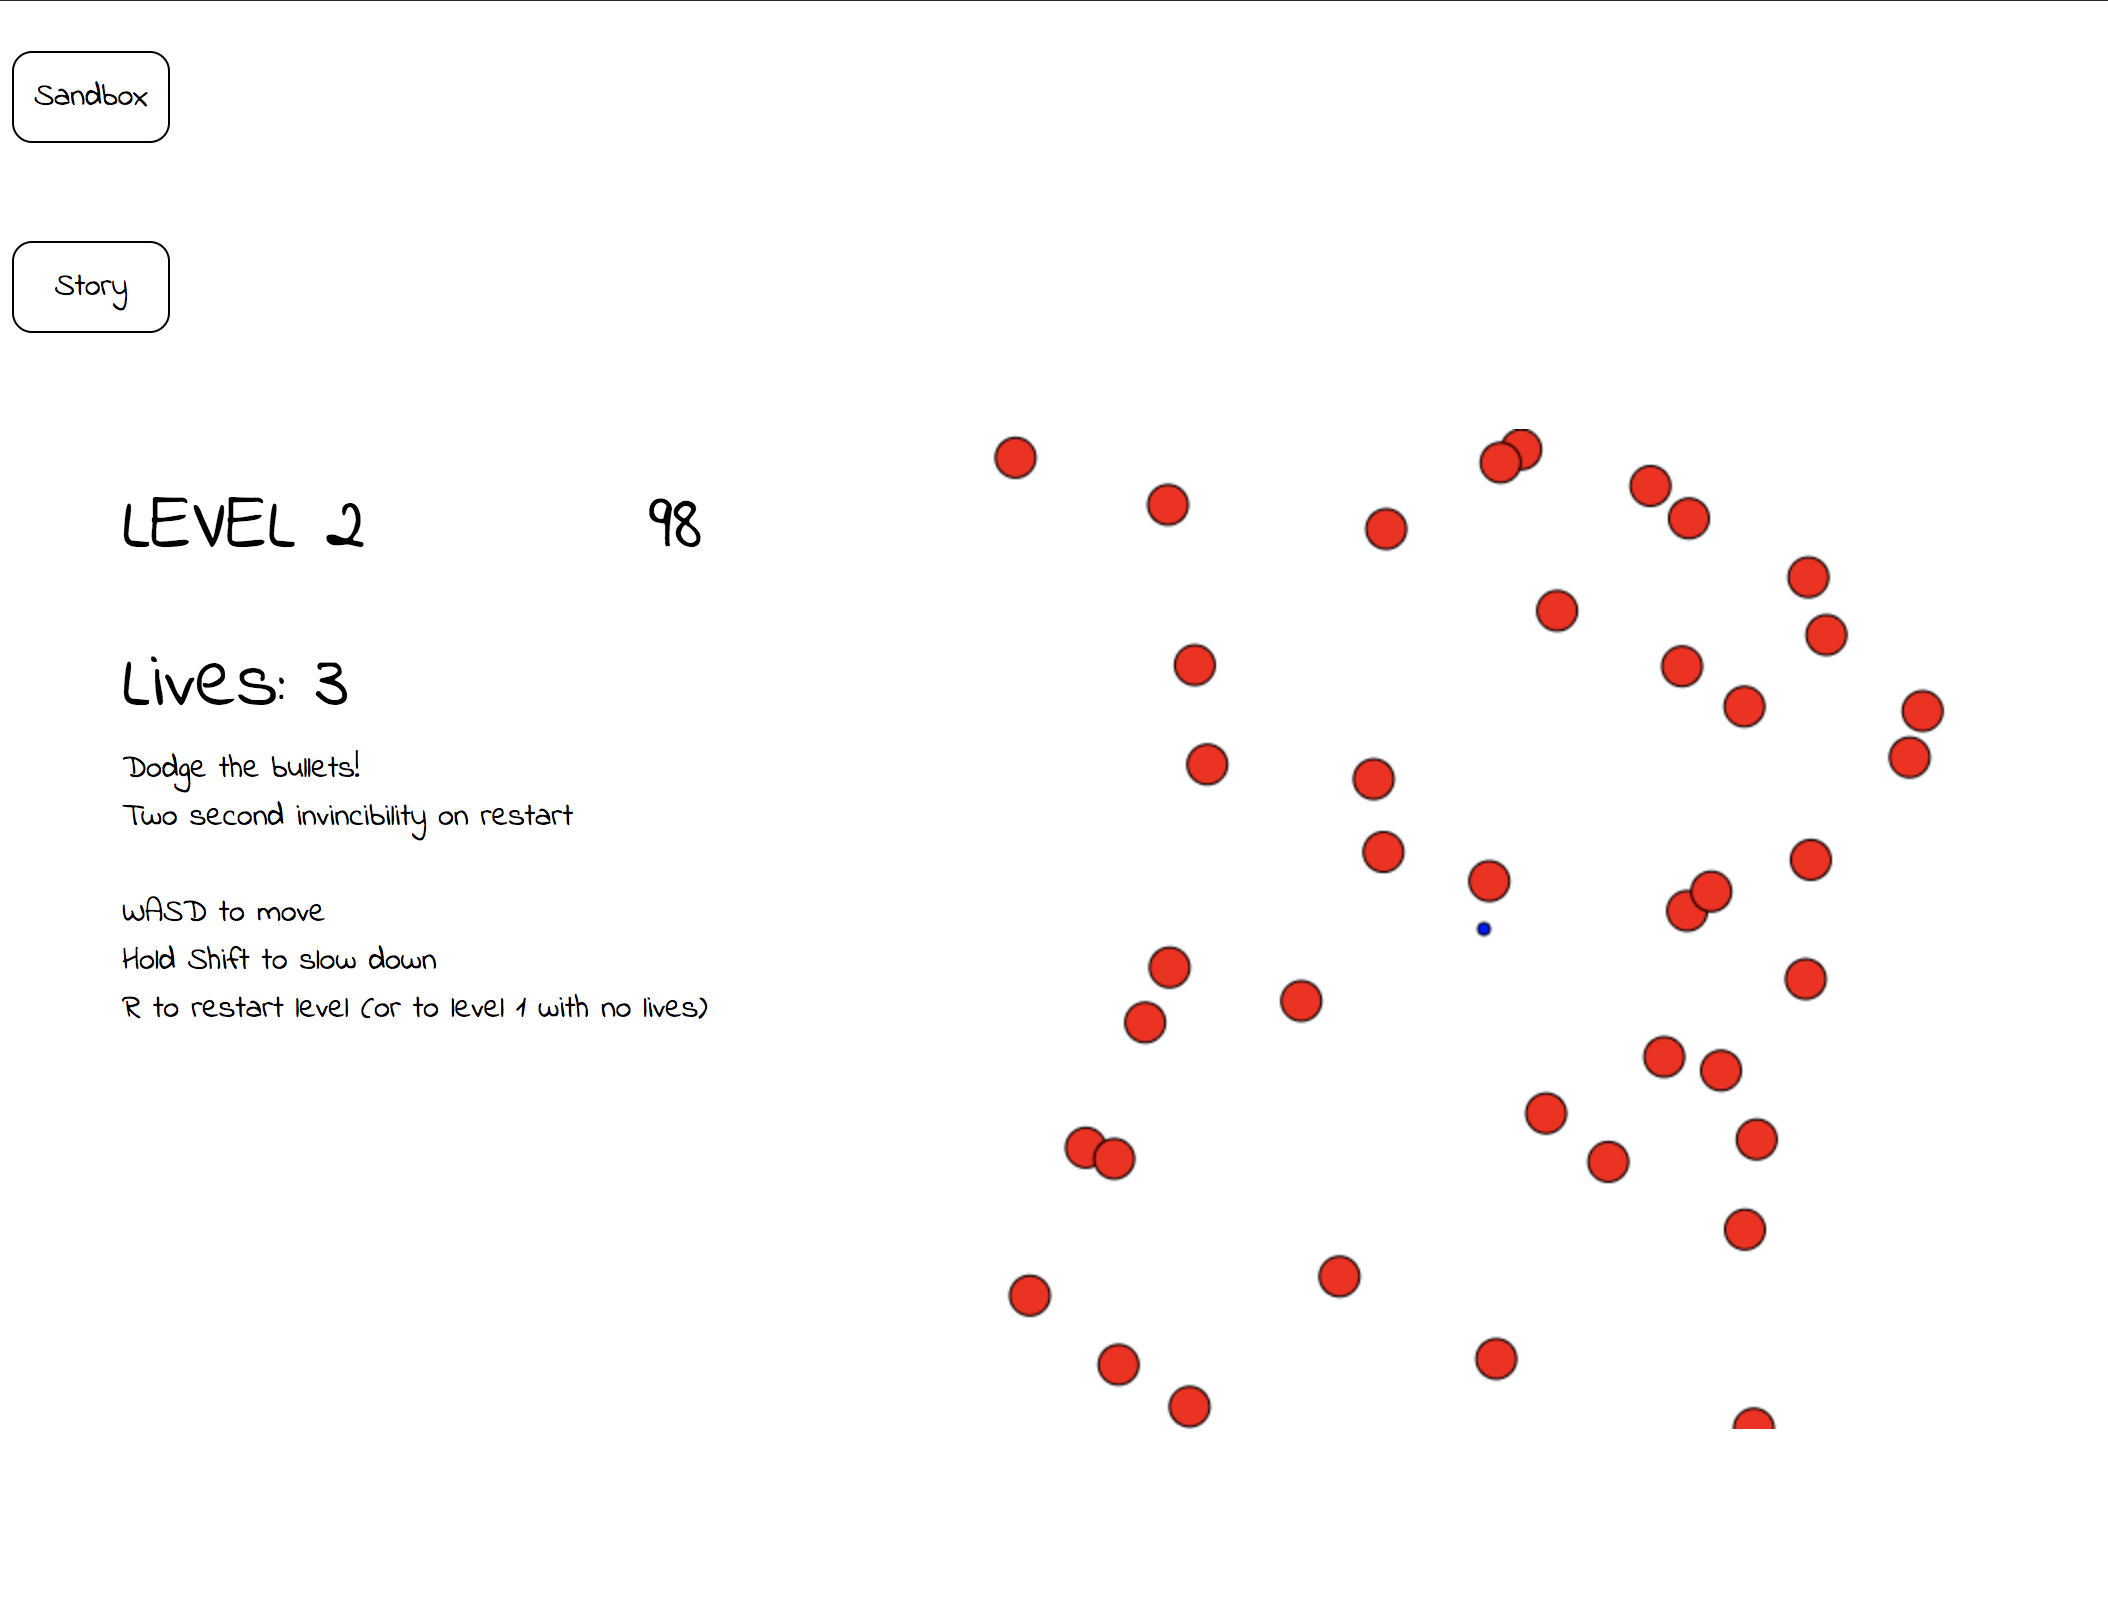 Sandbox
Story
LEVEL 2
98
Lives: 3
Dodge the bullets!
Two second invincibility on restart
WASD to move
Hold Shift to slow down
R to restart level (or to level 1 with no lives)